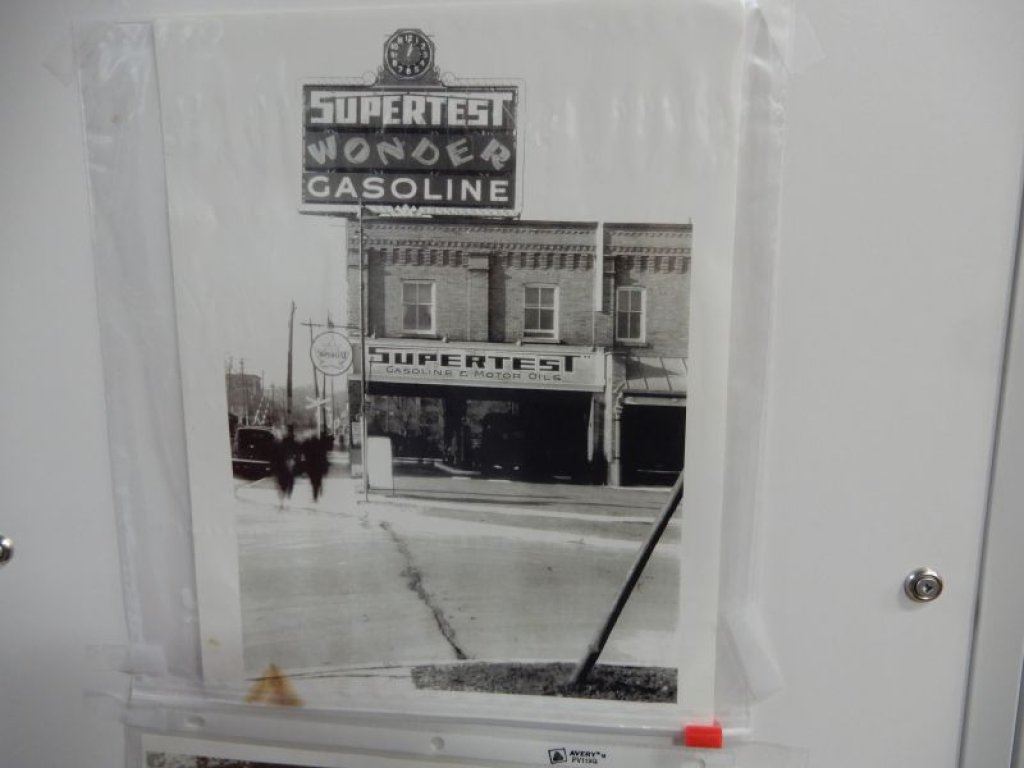 SUPERTEST
WONDER
GASOLINE
"SUPERTEST"
GASOLINE & MOTOR OILS
AVERY